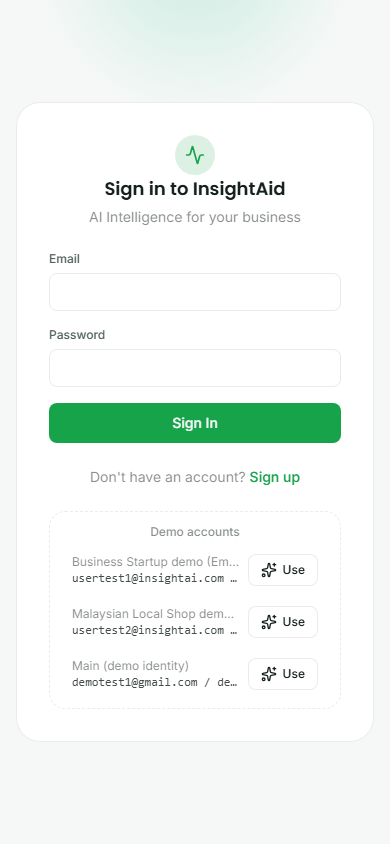 Sign in to InsightAid
AI Intelligence for your business
Email
Password
Sign In
Don't have an account? Sign up
Demo accounts
Business Startup demo (Em...
usertest1@insightai.com …
Use
Malaysian Local Shop dem...
usertest2@insightai.com …
Use
Main (demo identity)
demotest1@gmail.com / de…
Use